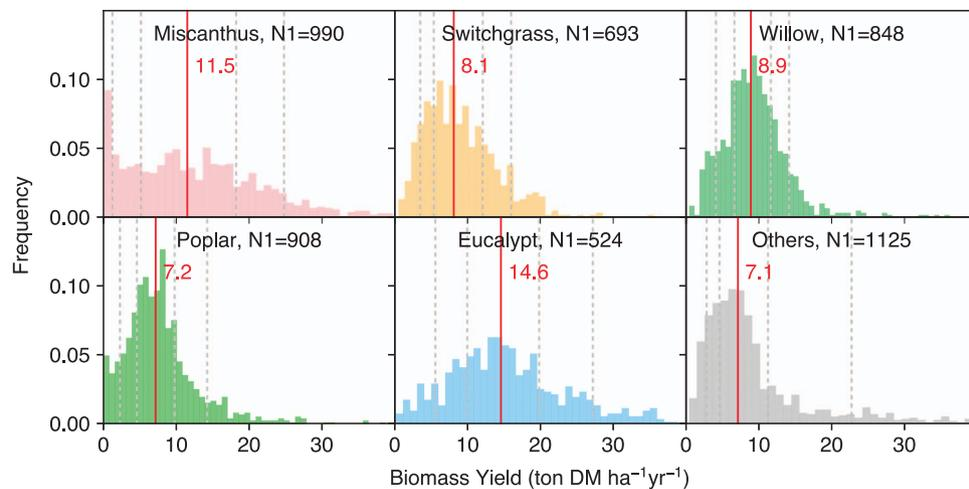 Miscanthus, N1=990
11.5
Switchgrass, N1=693
8.1
Willow, N1=848
8.9
0.10
0.05
0.00
Poplar, N1=908
7.2
Eucalypt, N1=524
14.6
Others, N1=1125
7.1
0.10
0.05
0.00
0 10 20 30 0 10 20 30 0 10 20 30
Frequency
Biomass Yield (ton DM ha⁻¹yr⁻¹)